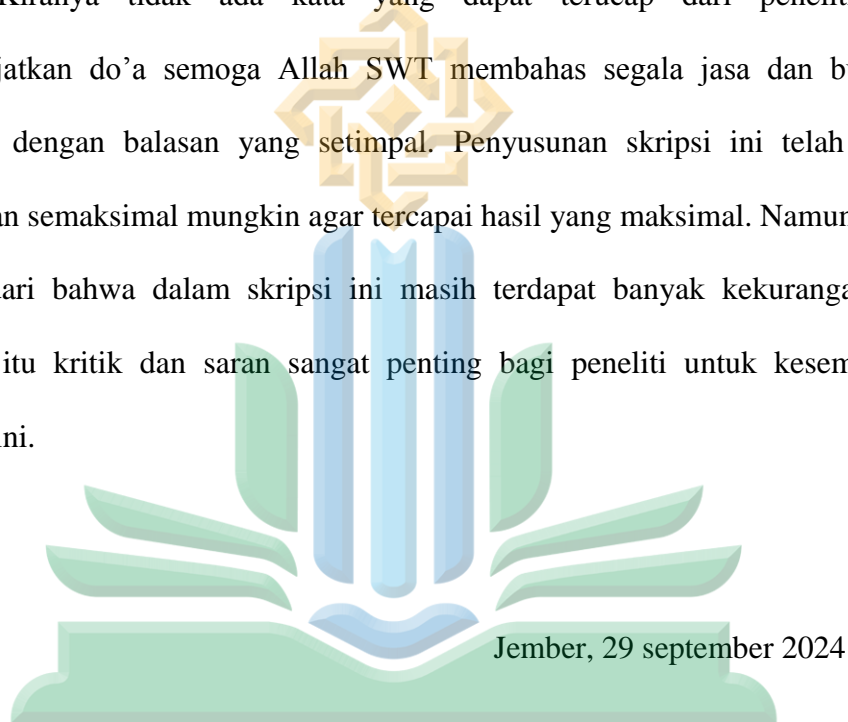 Kiranya tidak ada kata yang dapat terucap dari peneliti
jatkan do’a semoga Allah SWT membahas segala jasa dan bu
dengan balasan yang setimpal. Penyusunan skripsi ini telah
an semaksimal mungkin agar tercapai hasil yang maksimal. Namun
ari bahwa dalam skripsi ini masih terdapat banyak kekuranga
itu kritik dan saran sangat penting bagi peneliti untuk kesem
ini.
Jember, 29 september 2024